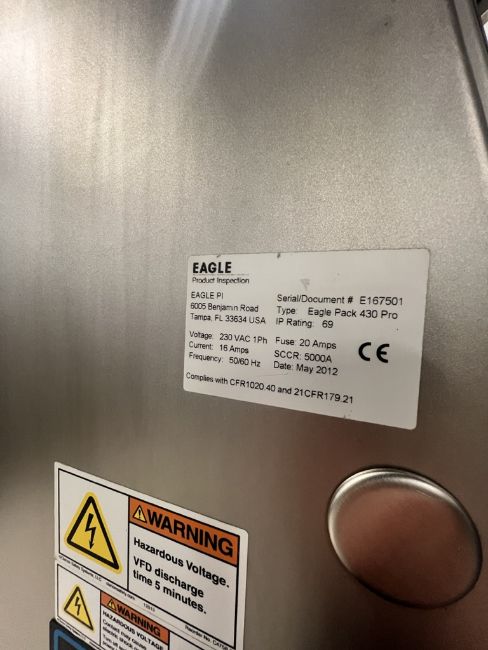 EAGLE
Product Inspection
EAGLE PI
6005 Benjamin Road
Tampa, FL 33634 USA
Serial/Document # E167501
Type: Eagle Pack 430 Pro
IP Rating: 69
Voltage: 230 VAC 1Ph
Current: 16 Amps
Frequency: 50/60 Hz
Fuse: 20 Amps
SCCR: 5000A
Date: May 2012
CE
Complies with CFR1020.40 and 21CFR179.21
WARNING
Hazardous Voltage.
VFD discharge
time 5 minutes.
WARNING
HAZARDOUS VOLTAGE